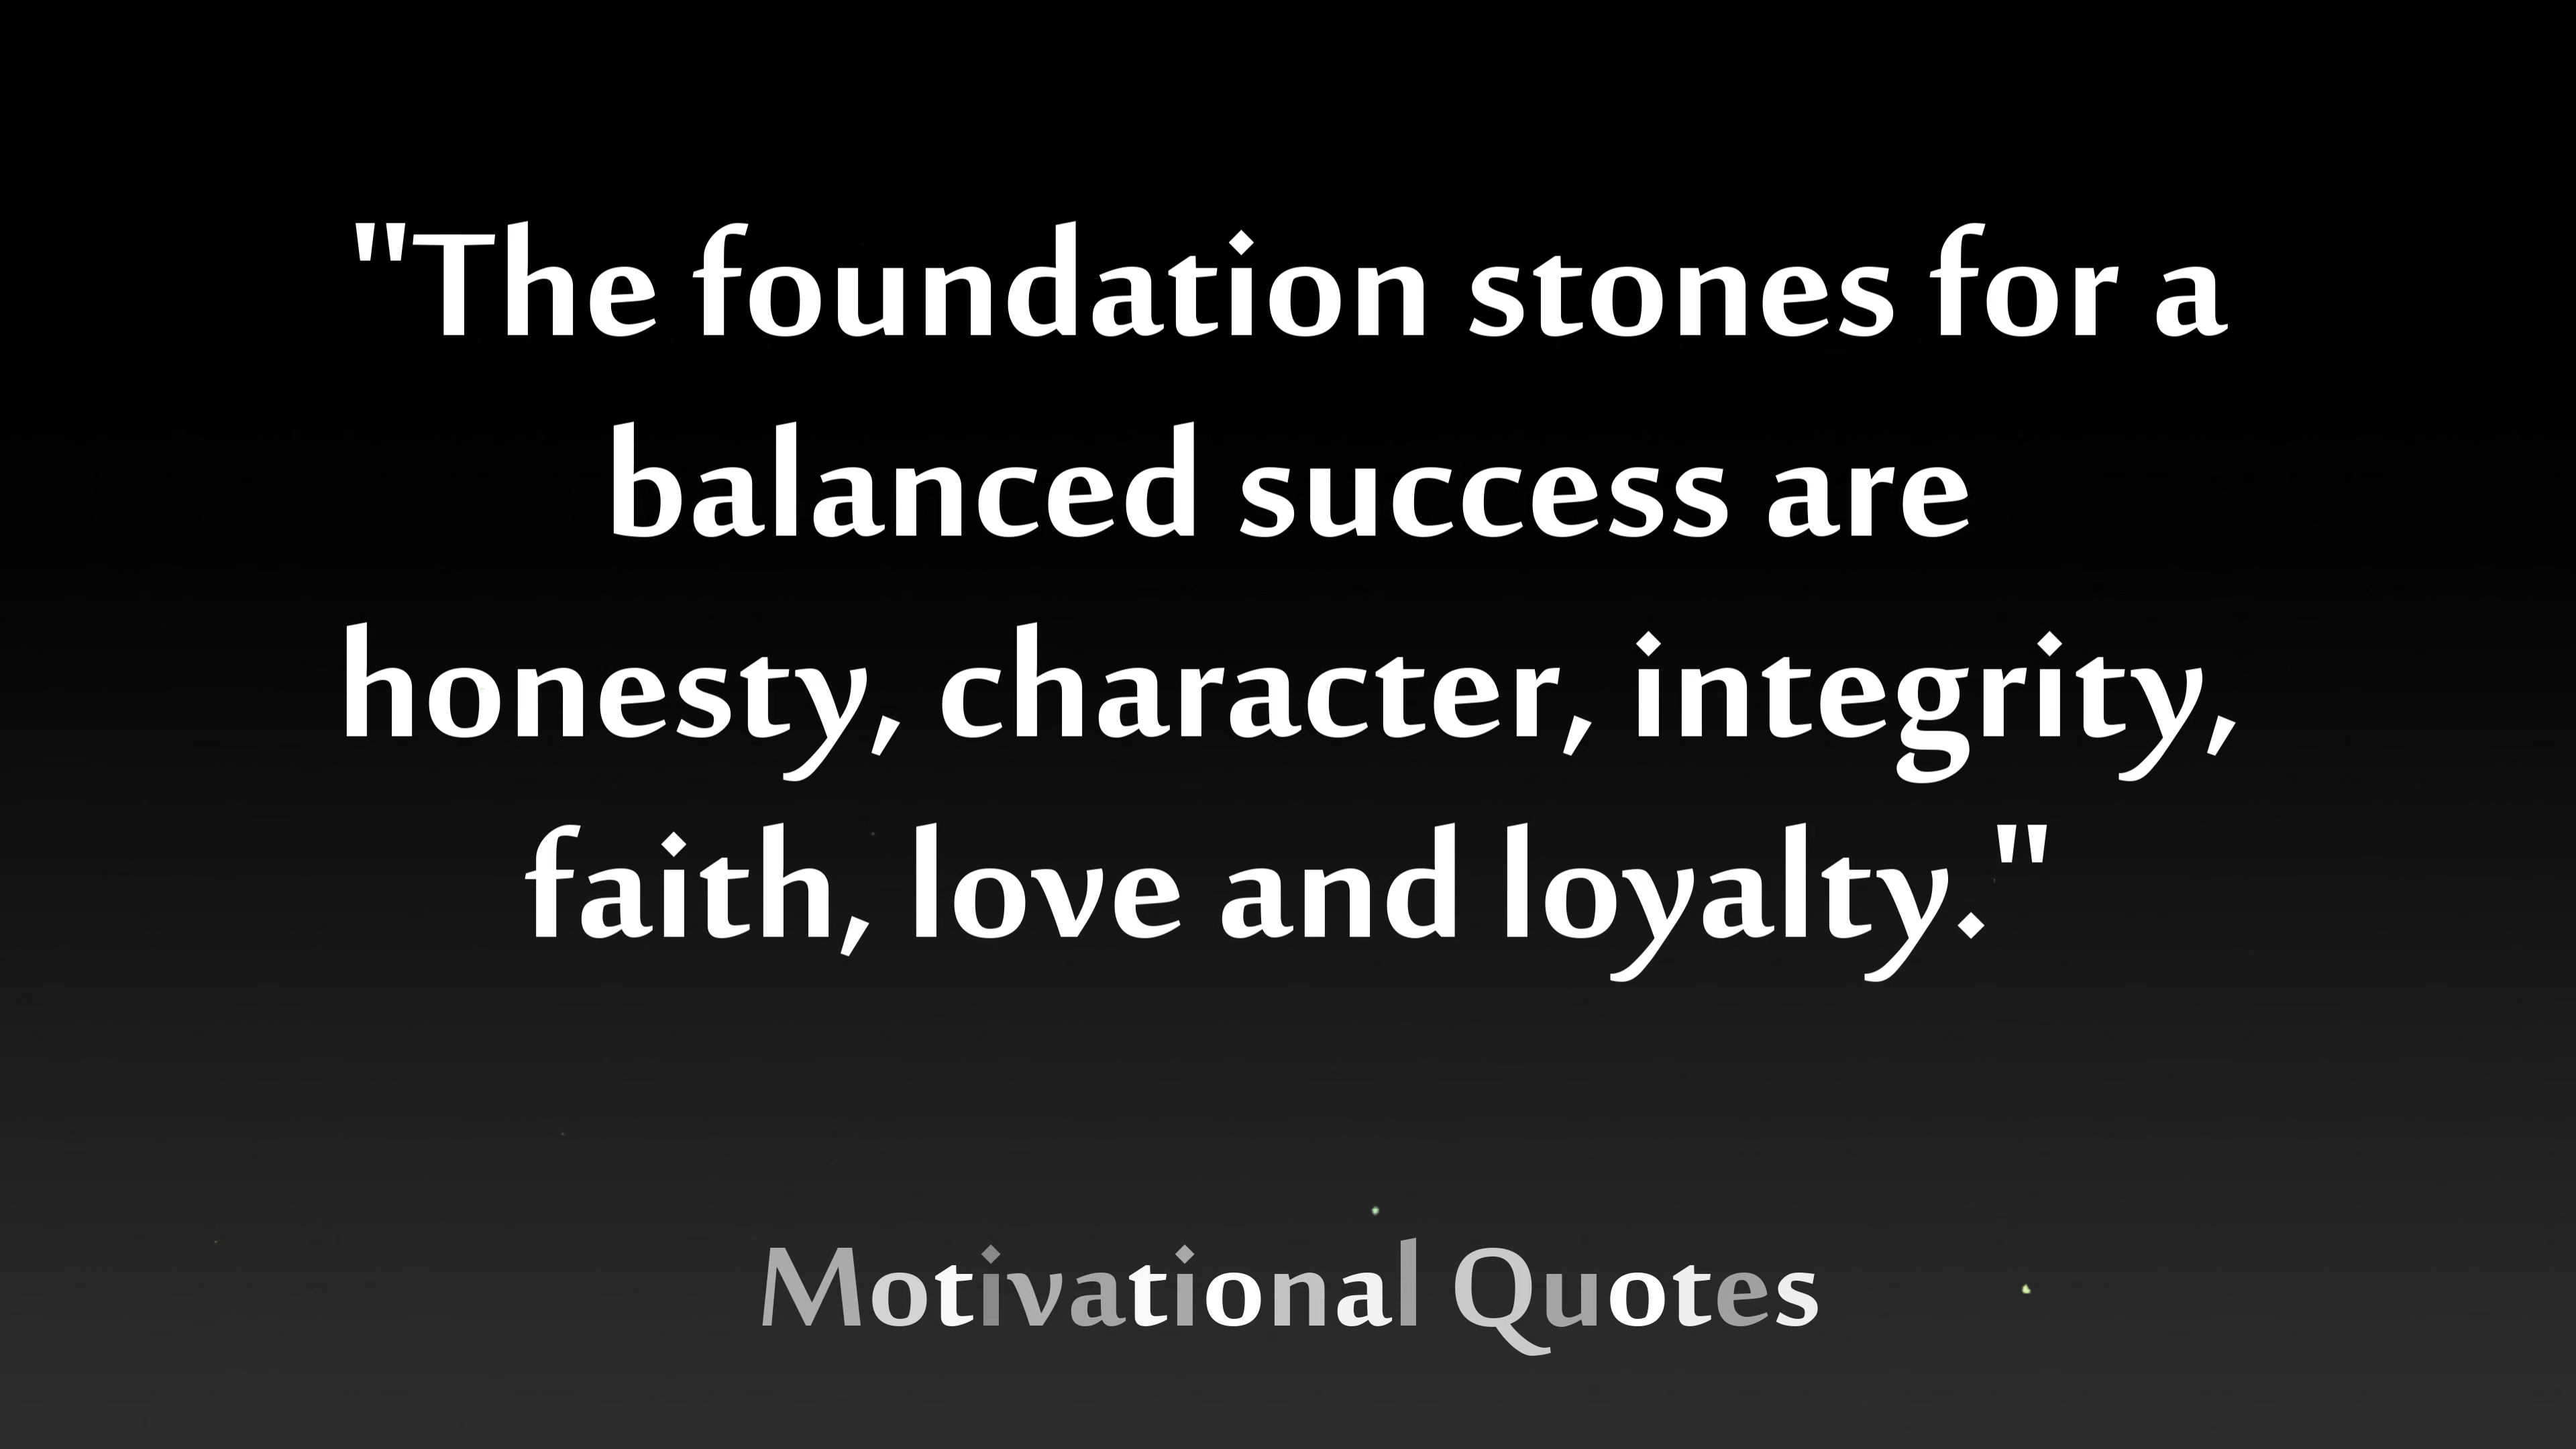 "The foundation stones for a
balanced success are
honesty, character, integrity,
faith, love and loyalty."
Motivational Quotes